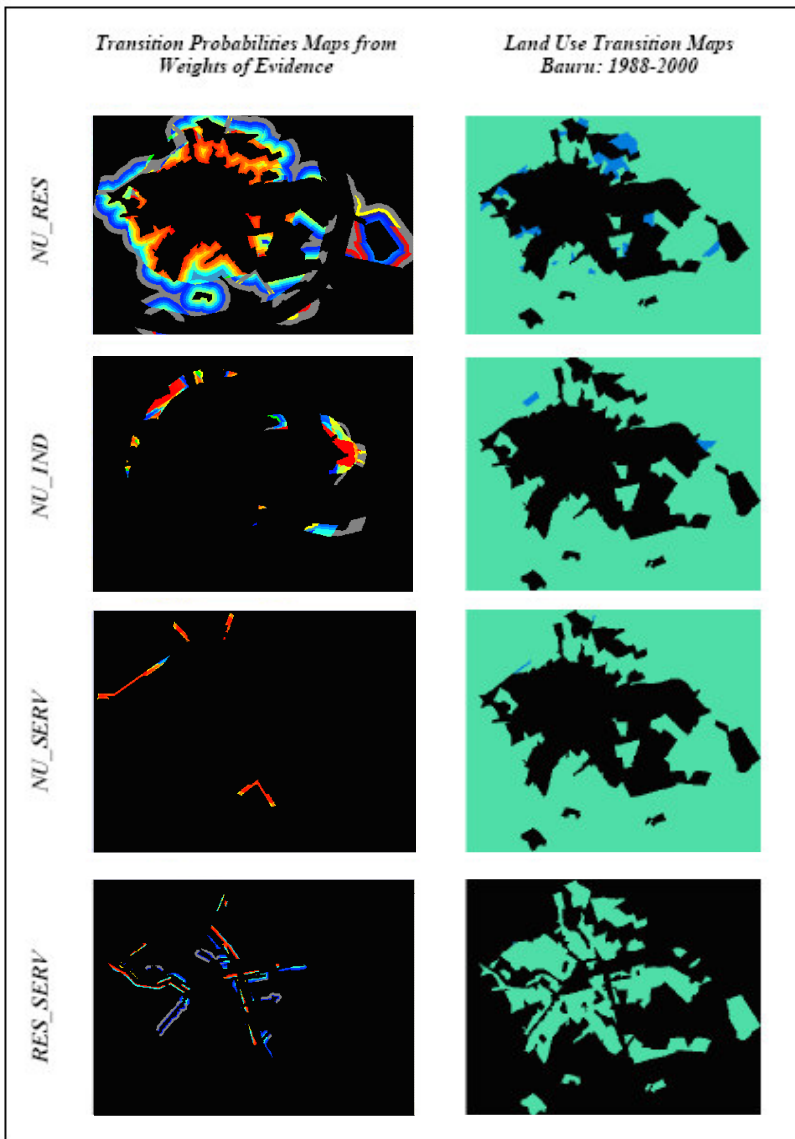 Transition Probabilities Maps from
Weights of Evidence
Land Use Transition Maps
Bauru: 1988-2000
NU_RES
NU_IND
NU_SERV
RES_SERV